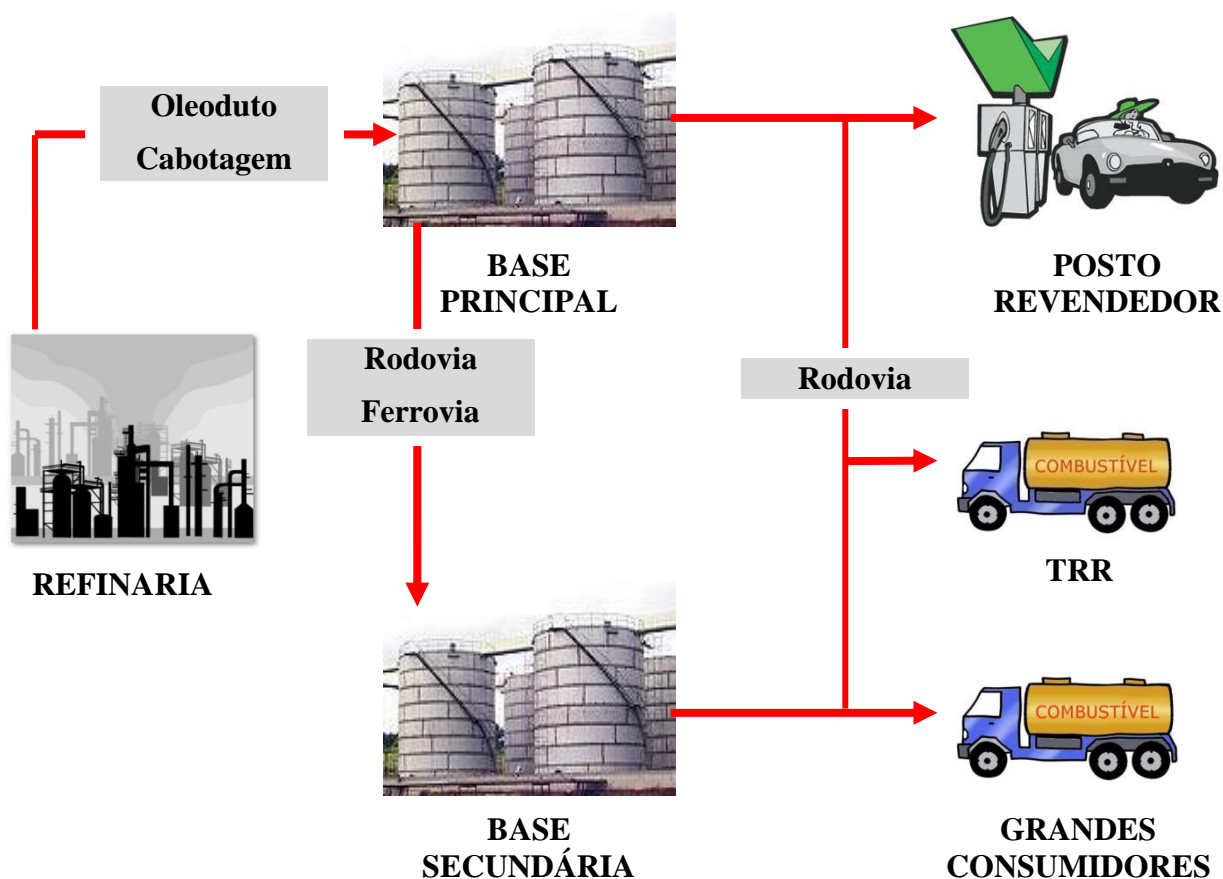 Oleoduto
Cabotagem
BASE
PRINCIPAL
POSTO
REVENDEDOR
Rodovia
Ferrovia
Rodovia
COMBUSTÍVEL
REFINARIA
TRR
COMBUSTÍVEL
BASE
SECUNDÁRIA
GRANDES
CONSUMIDORES